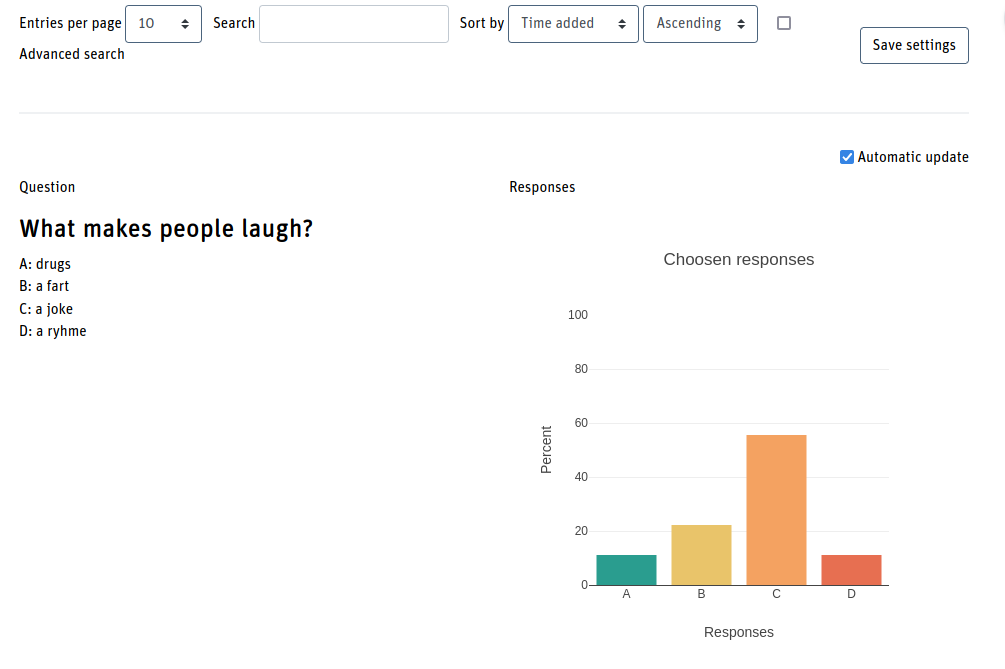 Entries per page 10 Search Sort by Time added Ascending
Advanced search
Save settings
Automatic update
Question
What makes people laugh?
A: drugs
B: a fart
C: a joke
D: a ryhme
Responses
Choosen responses
100
80
60
40
20
0
Percent
A B C D
Responses